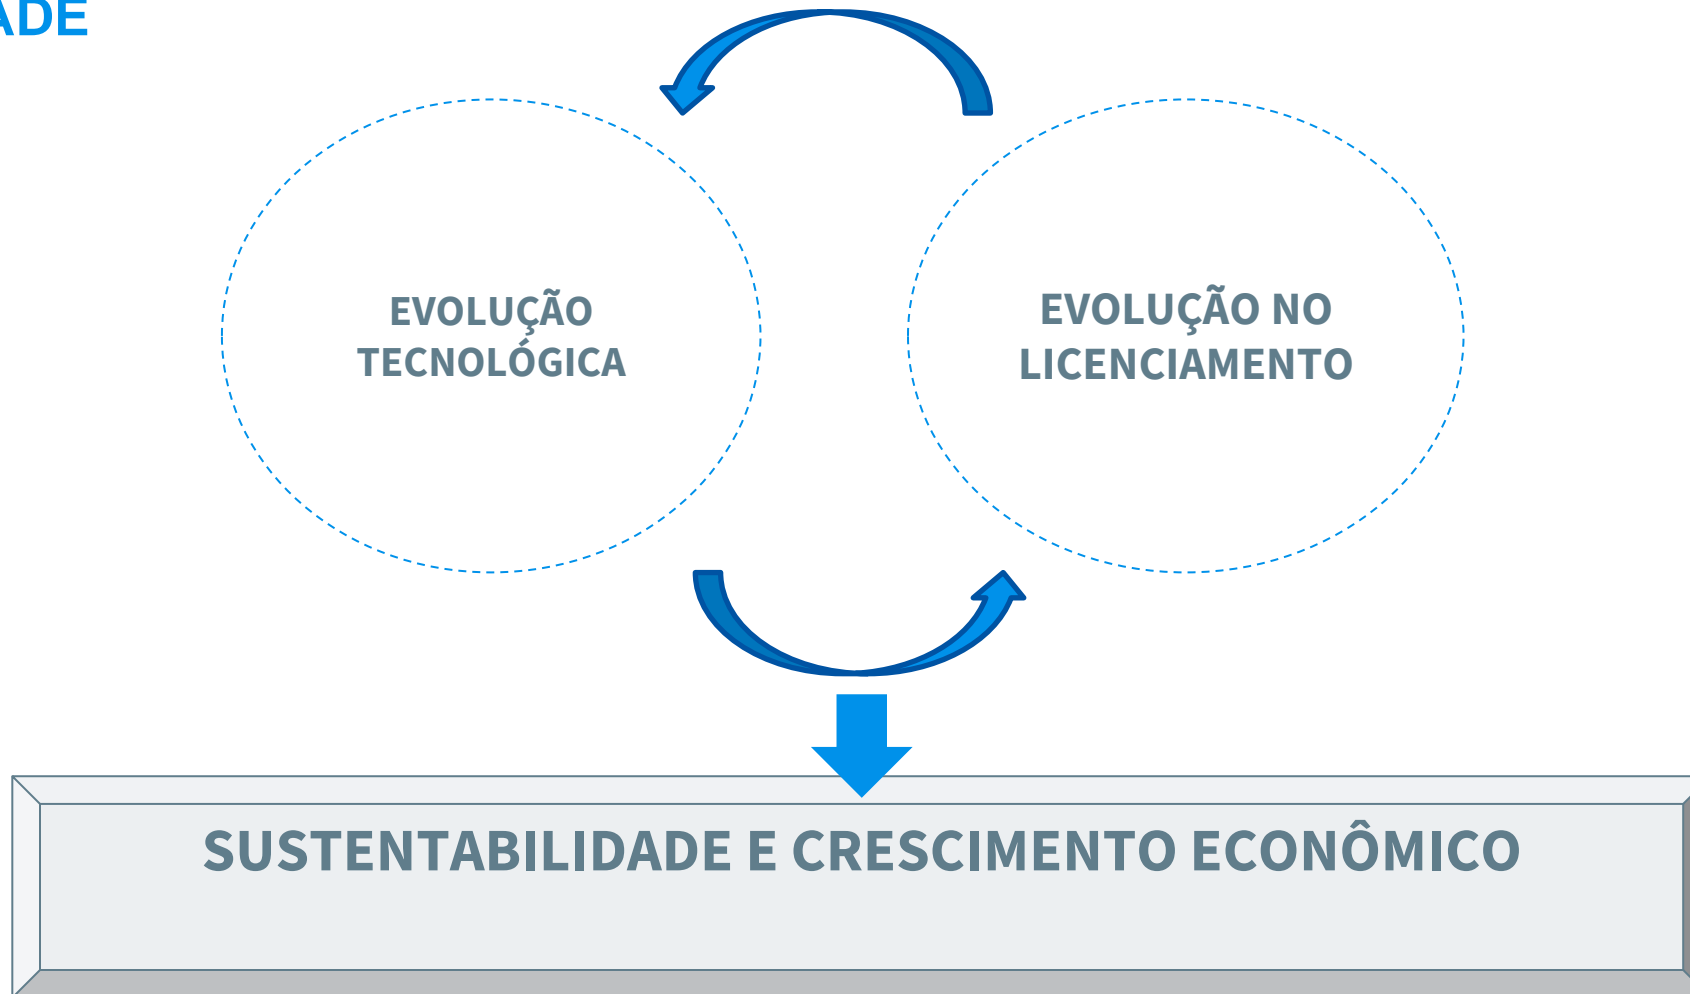 ADE
EVOLUÇÃO
TECNOLÓGICA
EVOLUÇÃO NO
LICENCIAMENTO
SUSTENTABILIDADE E CRESCIMENTO ECONÔMICO